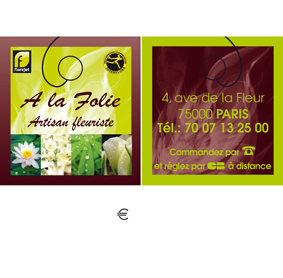 florajet
A la Folie
Artisan fleuriste
4, ave de la Fleur
75000 PARIS
Tél.: 70 07 13 25 00
Commandez par
et réglez par CB à distance
€